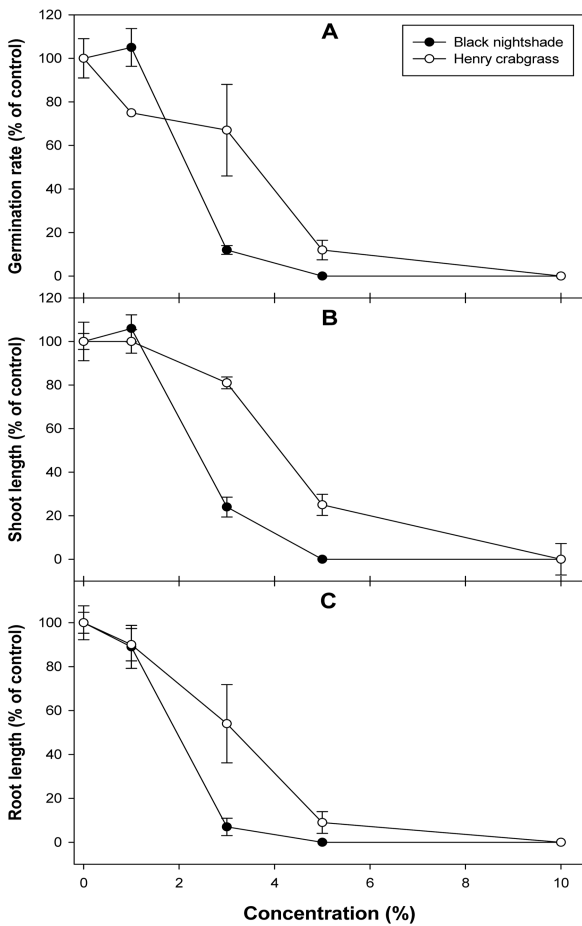 A
Black nightshade
Henry crabgrass
Germination rate (% of control)
120
100
80
60
40
20
0
B
Shoot length (% of control)
120
100
80
60
40
20
0
C
Root length (% of control)
100
80
60
40
20
0
0 2 4 6 8 10
Concentration (%)